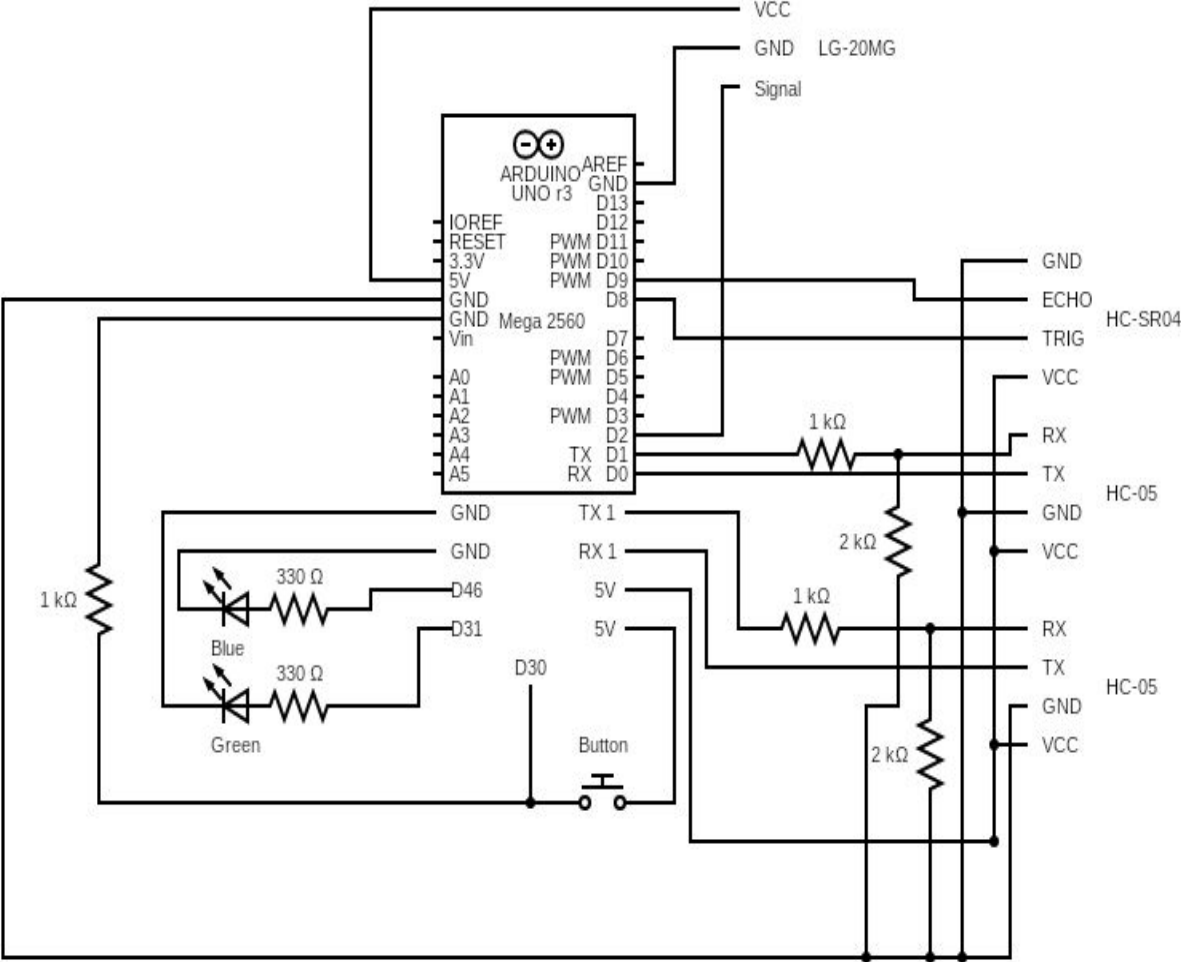 VCC
GND LG-20MG
Signal
AREF
ARDUINO
GND
UNO r3
D13
IOREF D12
RESET PWM D11
3.3V PWM D10
5V PWM D9
GND D8
GND Mega 2560
Vin D7
PWM D6
A0 PWM D5
A1 D4
A2 PWM D3
A3 D2
A4 TX D1
A5 RX D0
GND
ECHO
HC-SR04
TRIG
VCC
1 kΩ
RX
TX
HC-05
GND
VCC
2 kΩ
GND TX 1
GND RX 1
D46 5V
D31 5V
330 Ω
1 kΩ
Blue
330 Ω
Green
D30
Button
1 kΩ
RX
TX
HC-05
GND
VCC
2 kΩ